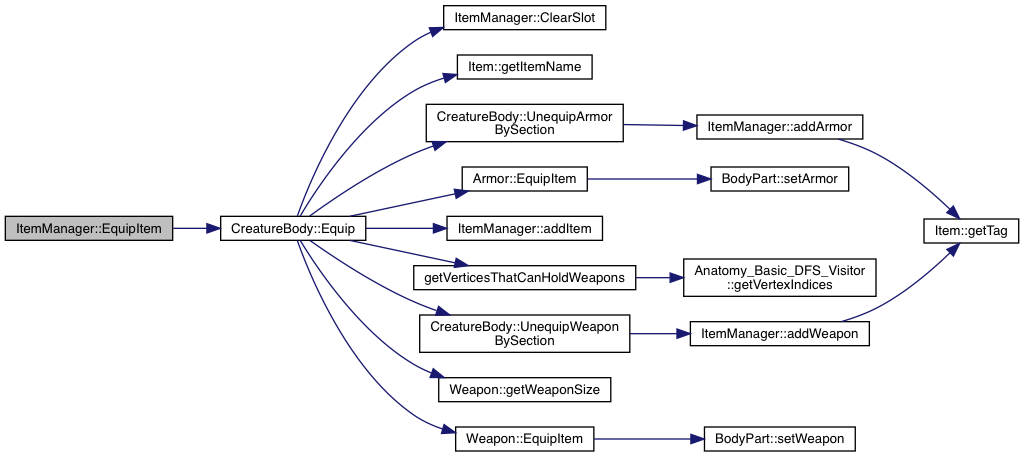 ItemManager::EquipItem
CreatureBody::Equip
ItemManager::ClearSlot
Item::getItemName
CreatureBody::UnequipArmor
BySection
Armor::EquipItem
ItemManager::addItem
getVerticesThatCanHoldWeapons
CreatureBody::UnequipWeapon
BySection
Weapon::getWeaponSize
Weapon::EquipItem
ItemManager::addArmor
BodyPart::setArmor
Anatomy_Basic_DFS_Visitor
::getVertexIndices
ItemManager::addWeapon
BodyPart::setWeapon
Item::getTag